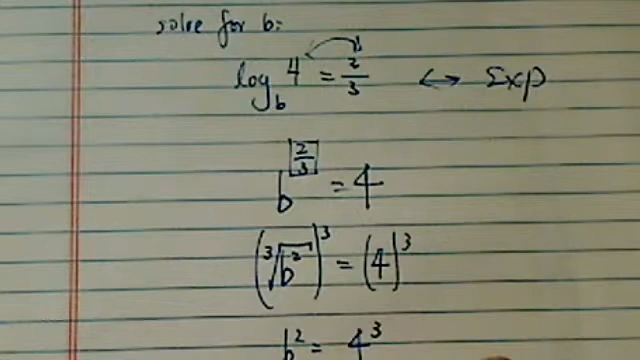 solve for b:
log_b 4 = 2/3 ↔ Exp
b^(2/3) = 4
(∛b²)³ = (4)³
b² = 4³